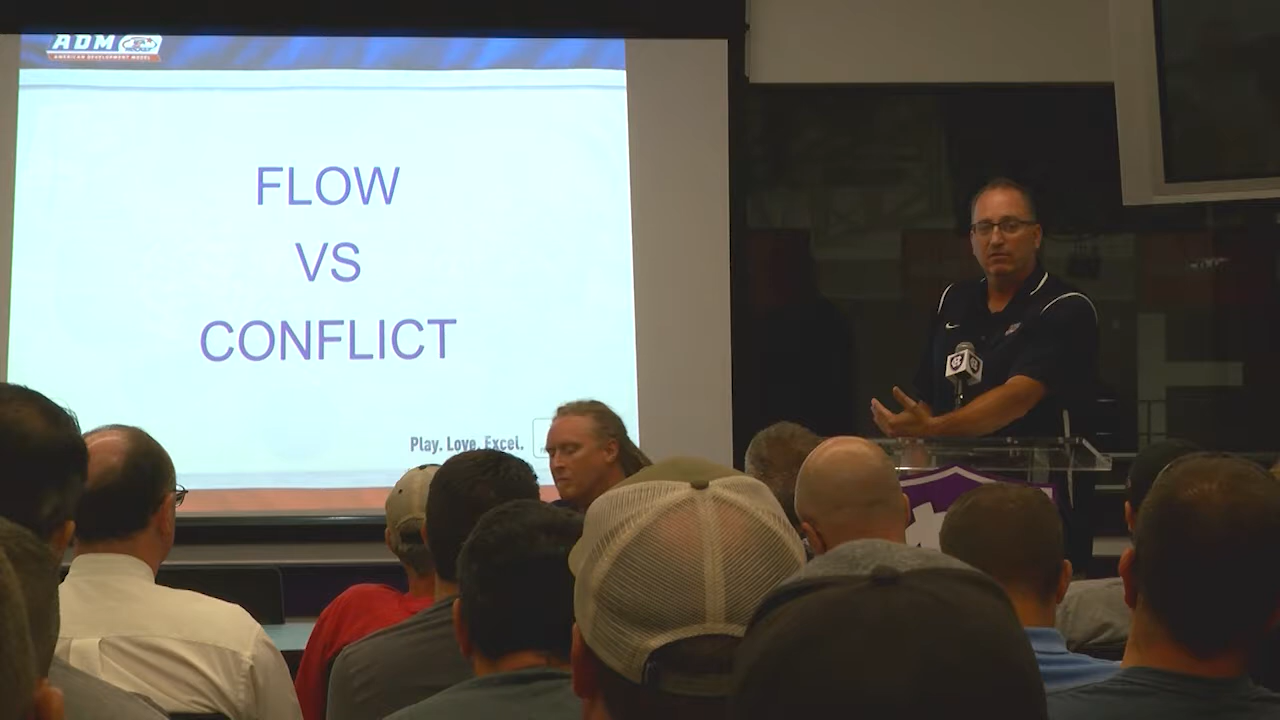 ADM
AMERICAN DEVELOPMENT MODEL
FLOW
VS
CONFLICT
Play. Love. Excel.